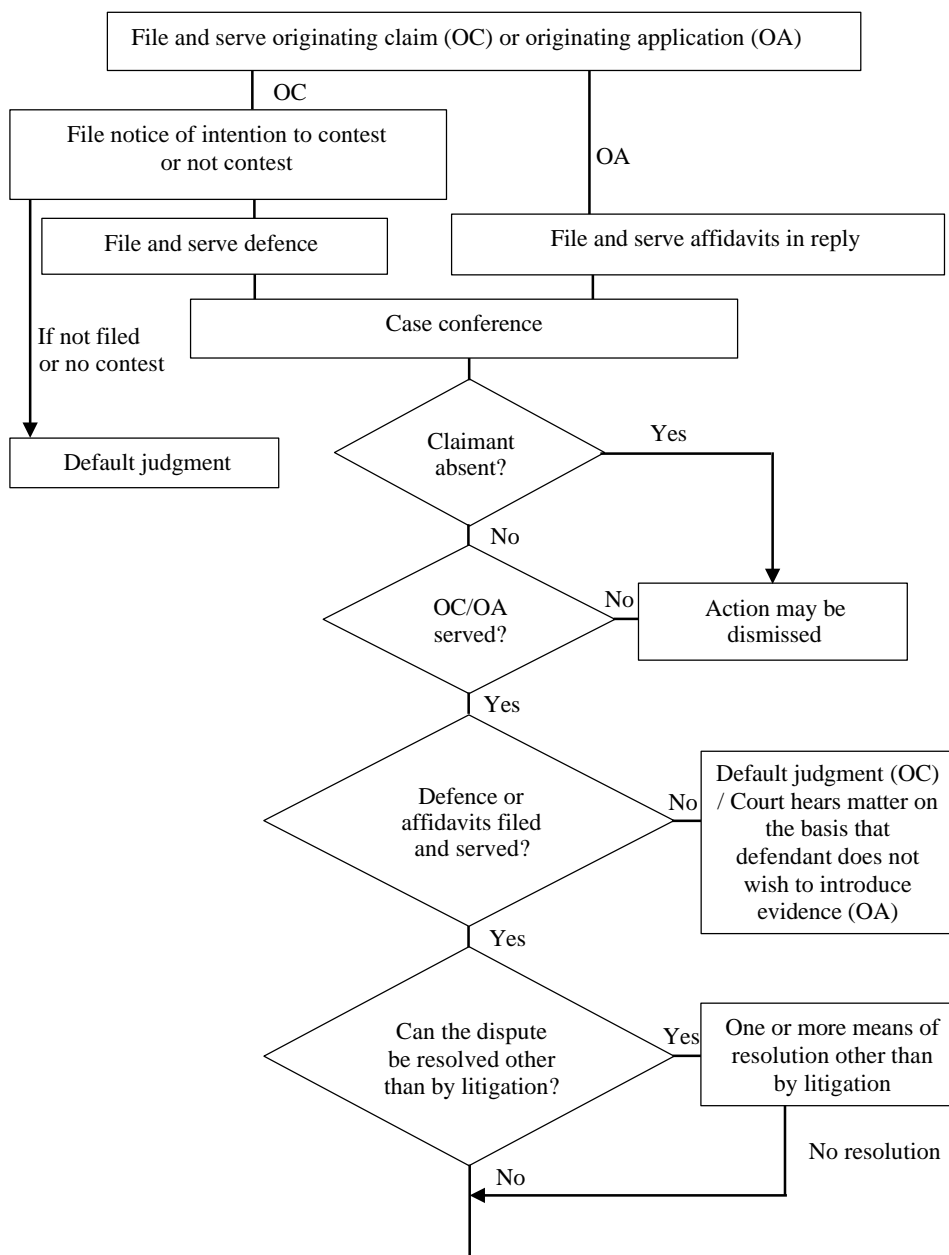 File and serve originating claim (OC) or originating application (OA)
OC
File notice of intention to contest
or not contest
OA
File and serve defence
File and serve affidavits in reply
If not filed
or no contest
Case conference
Default judgment
Claimant
absent?
Yes
No
OC/OA
served?
No
Action may be
dismissed
Yes
Defence or
affidavits filed
and served?
No
Default judgment (OC)
/ Court hears matter on
the basis that
defendant does not
wish to introduce
evidence (OA)
Yes
Can the dispute
be resolved other
than by litigation?
Yes
One or more means of
resolution other than
by litigation
No resolution
No